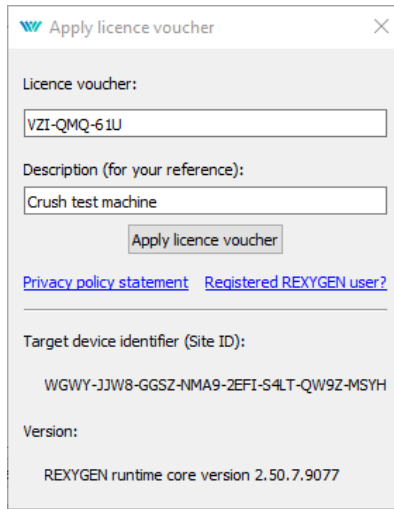 Apply licence voucher
Licence voucher:
VZI-QMQ-61U
Description (for your reference):
Crush test machine
Apply licence voucher
Privacy policy statement Registered REXYGEN user?
Target device identifier (Site ID):
WGWY-JJW8-GGSZ-NMA9-2EFI-S4LT-QW9Z-MSYH
Version:
REXYGEN runtime core version 2.50.7.9077